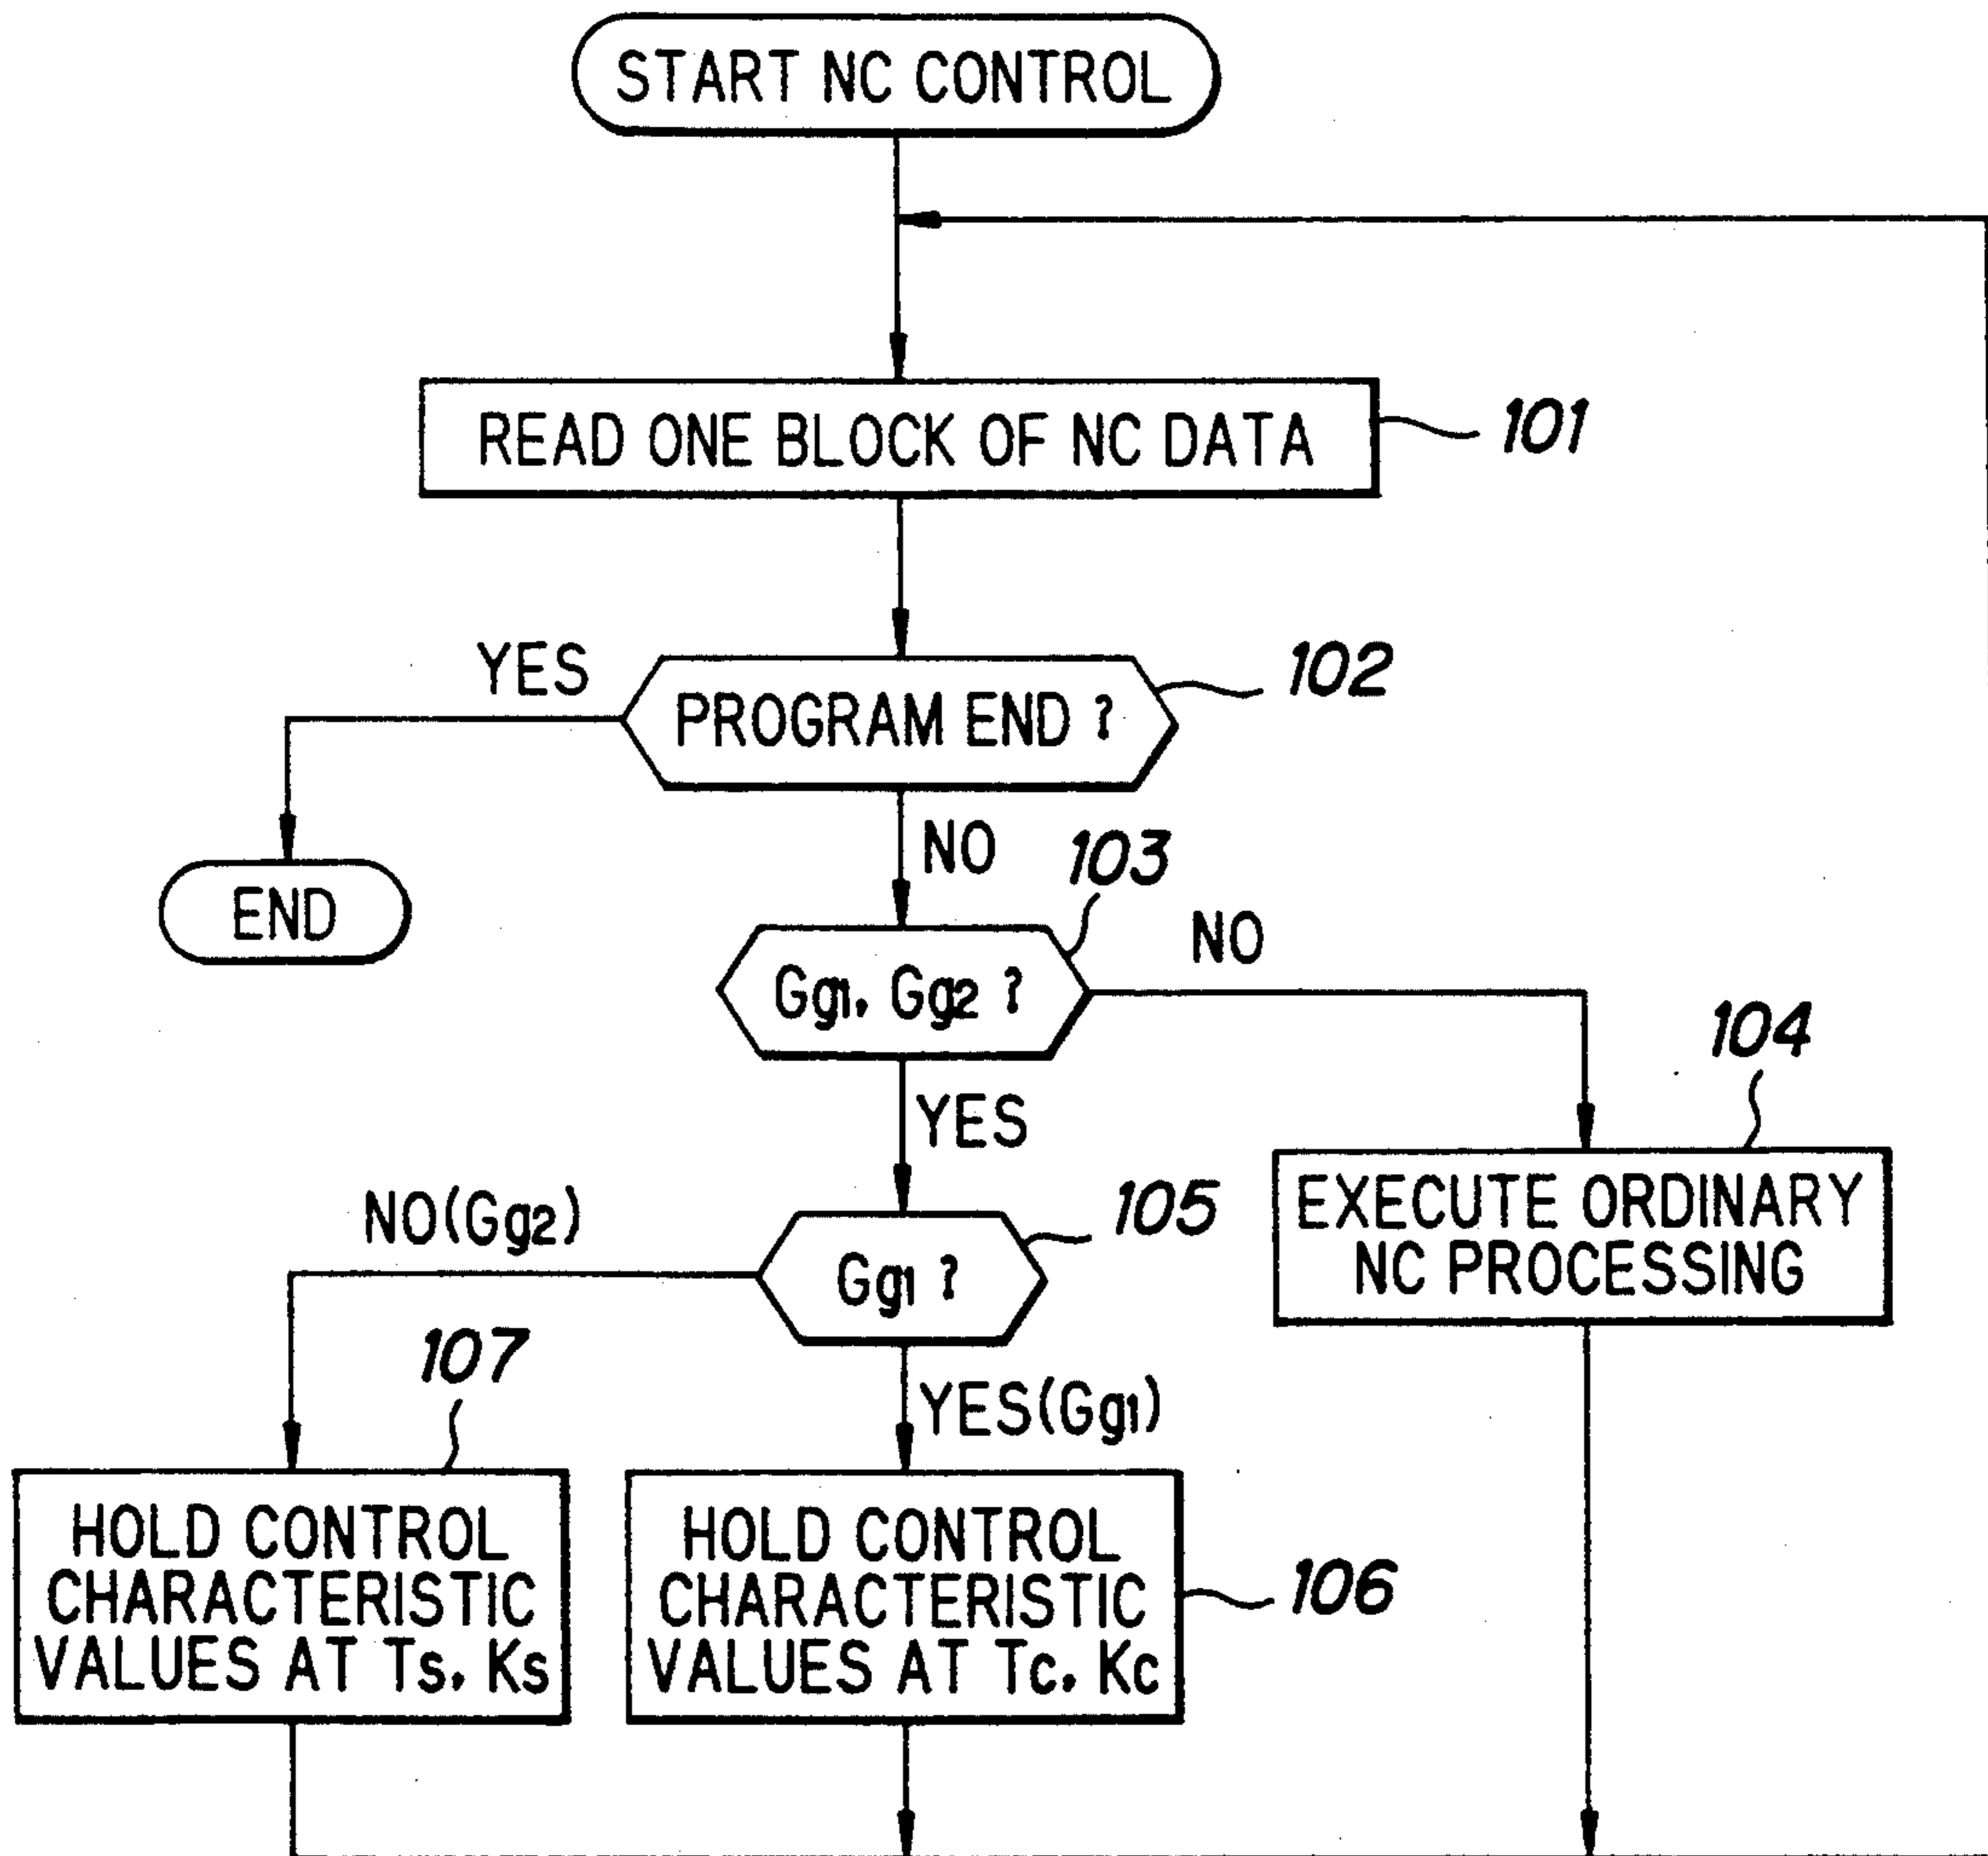 START NC CONTROL
READ ONE BLOCK OF NC DATA
101
YES
102
PROGRAM END ?
NO
103
END
NO
Gg1, Gg2 ?
104
YES
EXECUTE ORDINARY
NC PROCESSING
NO(Gg2)
105
Gg1 ?
107
YES(Gg1)
HOLD CONTROL
CHARACTERISTIC
VALUES AT Ts, Ks
HOLD CONTROL
CHARACTERISTIC
VALUES AT Tc, Kc
106